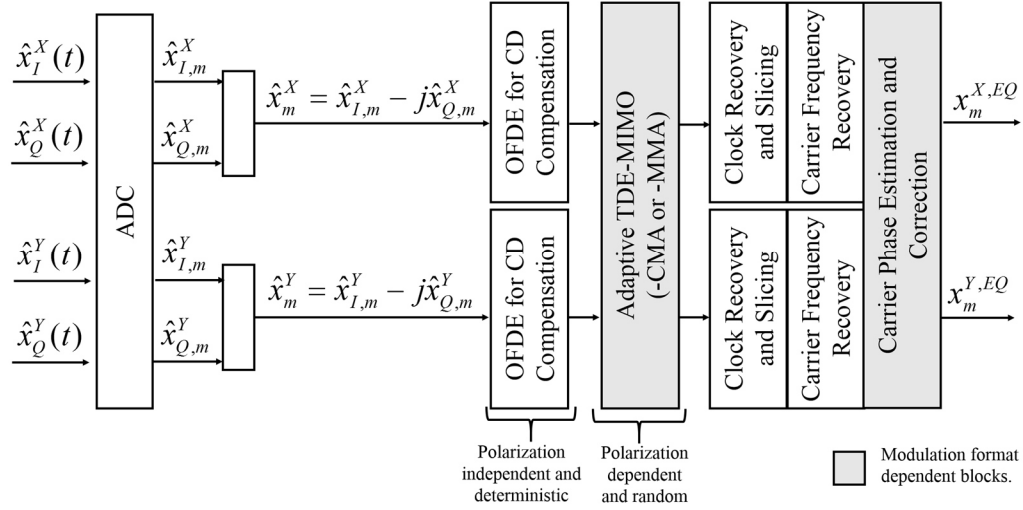 x̂_I^X(t)
x̂_Q^X(t)
x̂_I^Y(t)
x̂_Q^Y(t)
ADC
x̂_{I,m}^X
x̂_{Q,m}^X
x̂_{I,m}^Y
x̂_{Q,m}^Y
x̂_m^X = x̂_{I,m}^X − jx̂_{Q,m}^X
x̂_m^Y = x̂_{I,m}^Y − jx̂_{Q,m}^Y
OFDE for CD
Compensation
OFDE for CD
Compensation
Adaptive TDE-MIMO
(-CMA or -MMA)
Clock Recovery
and Slicing
Carrier Frequency
Recovery
Clock Recovery
and Slicing
Carrier Frequency
Recovery
Carrier Phase Estimation and
Correction
x_m^{X,EQ}
x_m^{Y,EQ}
Polarization
independent and
deterministic
Polarization
dependent
and random
Modulation format
dependent blocks.